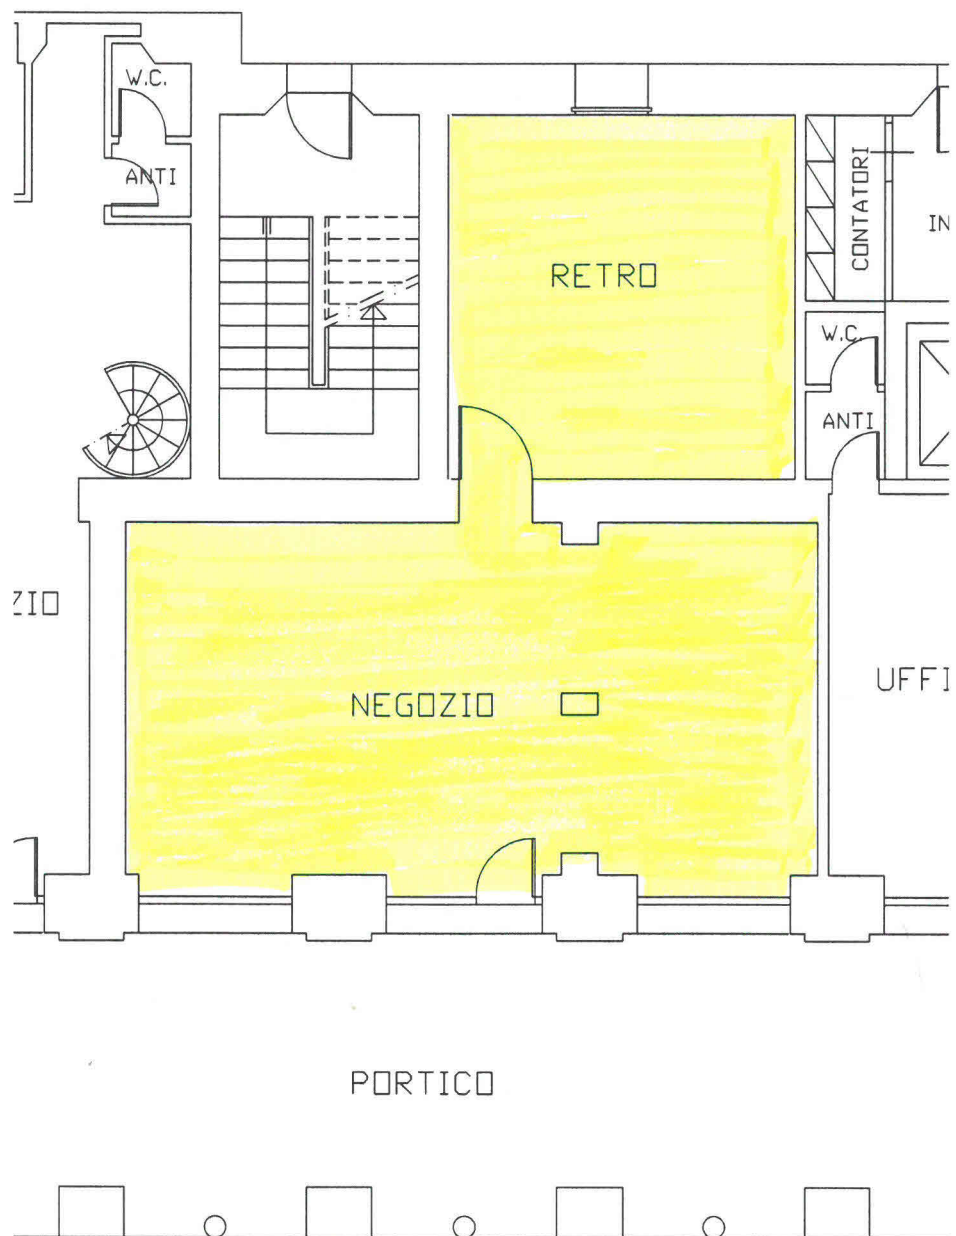 W.C.
ANTI
CONTATORI
IN
RETRO
W.C.
ANTI
ZIO
NEGOZIO
UFFI
PORTICO